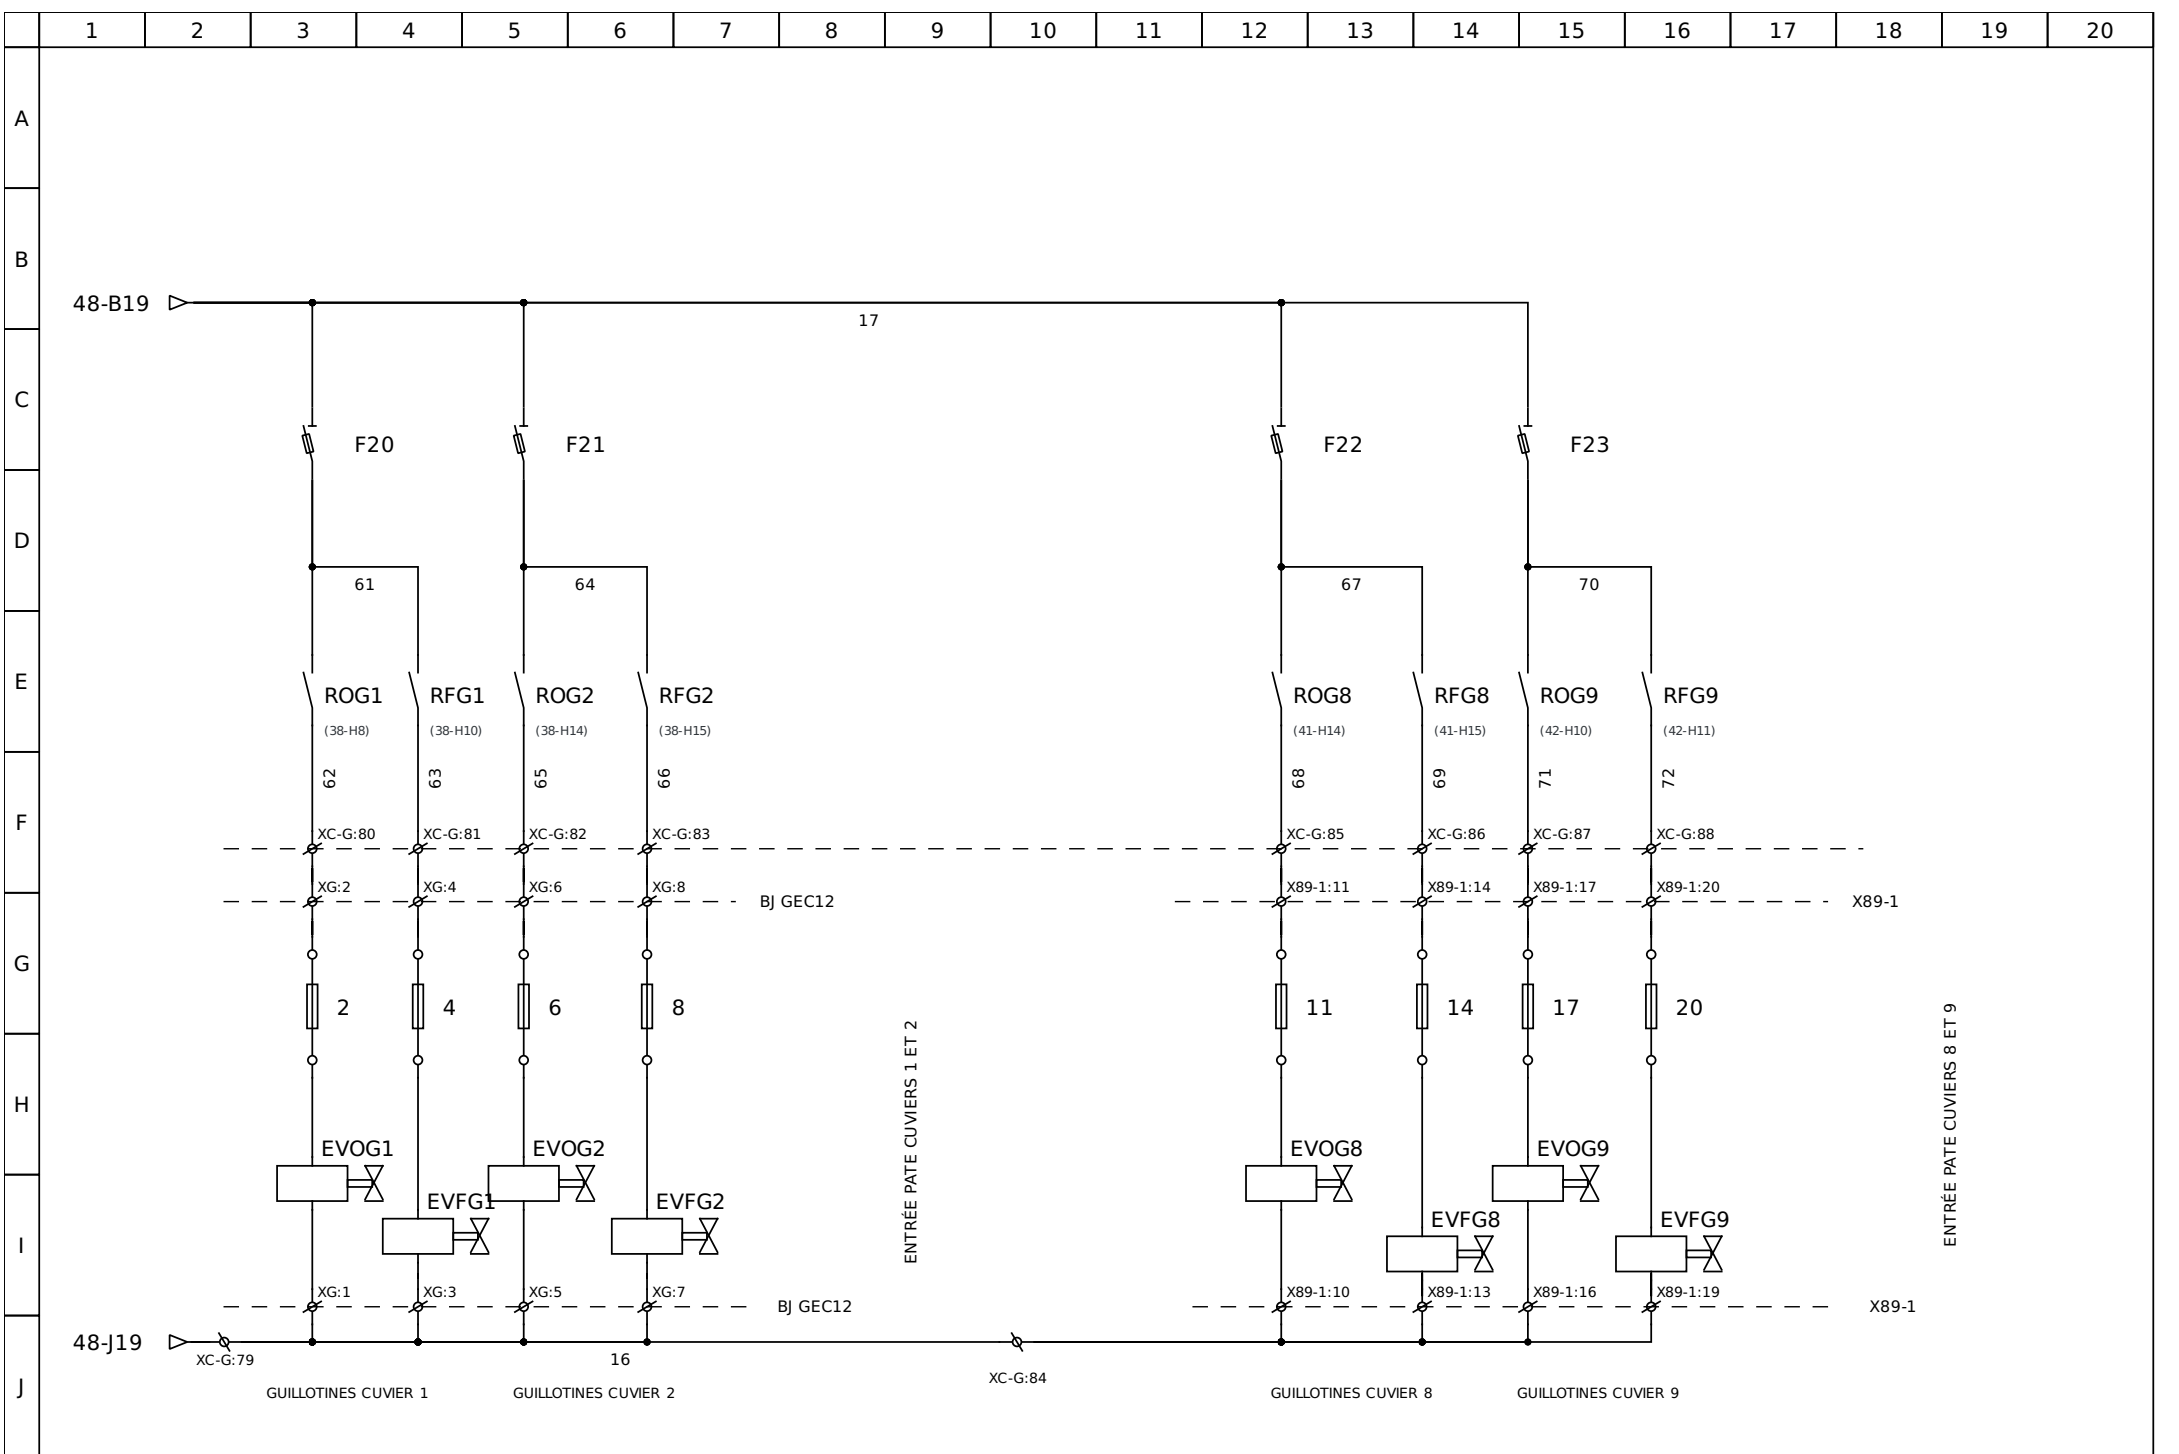 1 2 3 4 5 6 7 8 9 10 11 12 13 14 15 16 17 18 19 20
A
B
48-B19
17
C
F20 F21 F22 F23
D
61 64 67 70
E
ROG1 RFG1 ROG2 RFG2 ROG8 RFG8 ROG9 RFG9
(38-H8) (38-H10) (38-H14) (38-H15) (41-H14) (41-H15) (42-H10) (42-H11)
62 63 65 66 68 69 71 72
F
XC-G:80 XC-G:81 XC-G:82 XC-G:83 XC-G:85 XC-G:86 XC-G:87 XC-G:88
XG:2 XG:4 XG:6 XG:8 X89-1:11 X89-1:14 X89-1:17 X89-1:20
BJ GEC12 X89-1
G
2 4 6 8 11 14 17 20
ENTRÉE PATE CUVIERS 1 ET 2
ENTRÉE PATE CUVIERS 8 ET 9
H
EVOG1 EVOG2 EVOG8 EVOG9
EVFG1 EVFG2 EVFG8 EVFG9
I
XG:1 XG:3 XG:5 XG:7 X89-1:10 X89-1:13 X89-1:16 X89-1:19
BJ GEC12 X89-1
48-J19
XC-G:79 16
XC-G:84
J
GUILLOTINES CUVIER 1 GUILLOTINES CUVIER 2 GUILLOTINES CUVIER 8 GUILLOTINES CUVIER 9